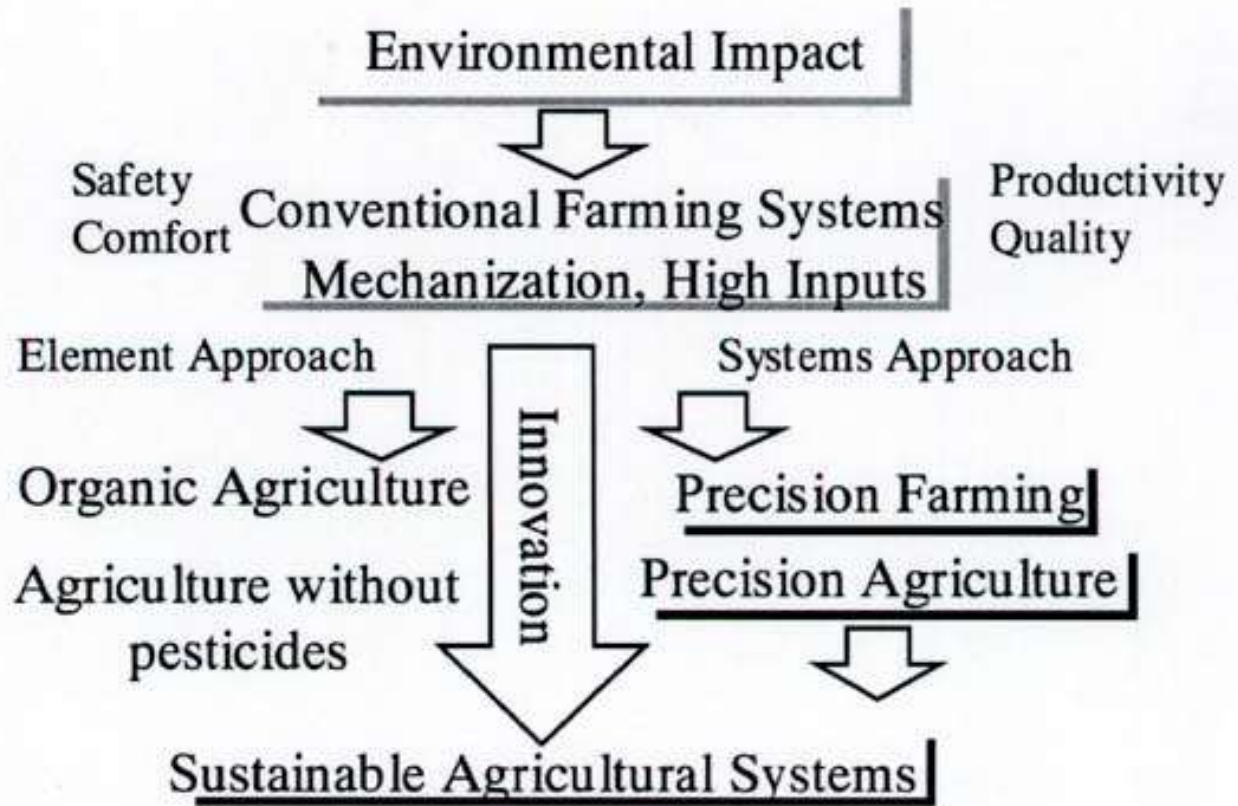 Environmental Impact
Safety
Comfort
Conventional Farming Systems
Mechanization, High Inputs
Productivity
Quality
Element Approach
Systems Approach
Innovation
Organic Agriculture
Agriculture without
pesticides
Precision Farming
Precision Agriculture
Sustainable Agricultural Systems